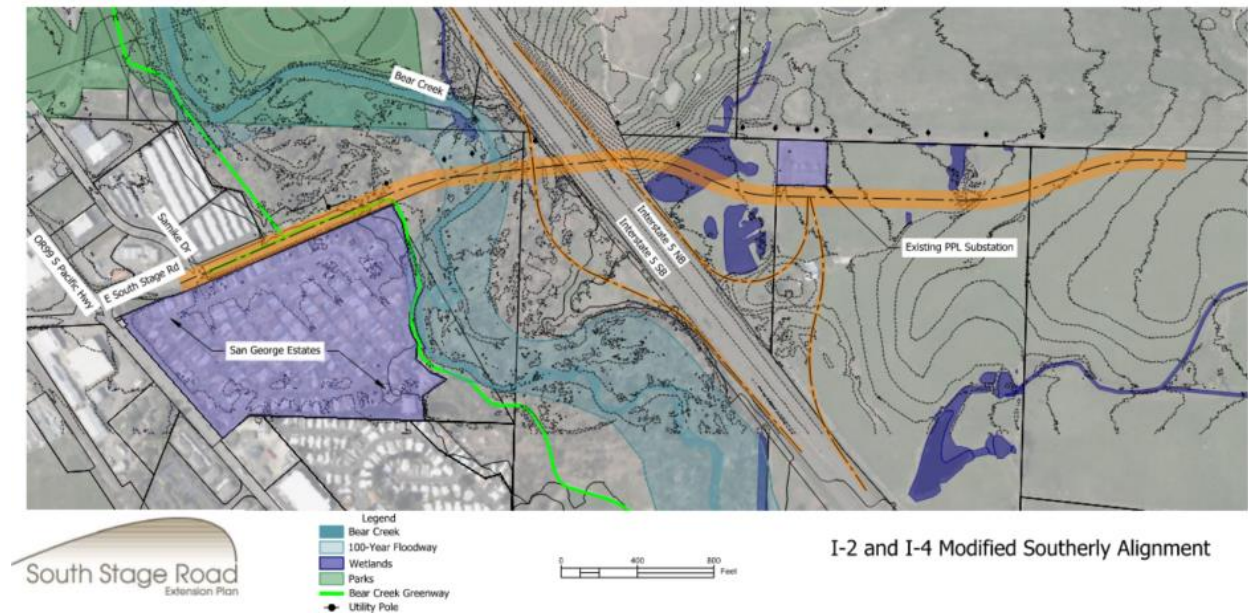 Bear Creek
Samike Dr
OR99 S Pacific Hwy
E South Stage Rd
San George Estates
Interstate 5 NB
Interstate 5 SB
Existing PPL Substation
South Stage Road
Extension Plan
Legend
Bear Creek
100-Year Floodway
Wetlands
Parks
Bear Creek Greenway
Utility Pole
0 400 800
Feet
I-2 and I-4 Modified Southerly Alignment